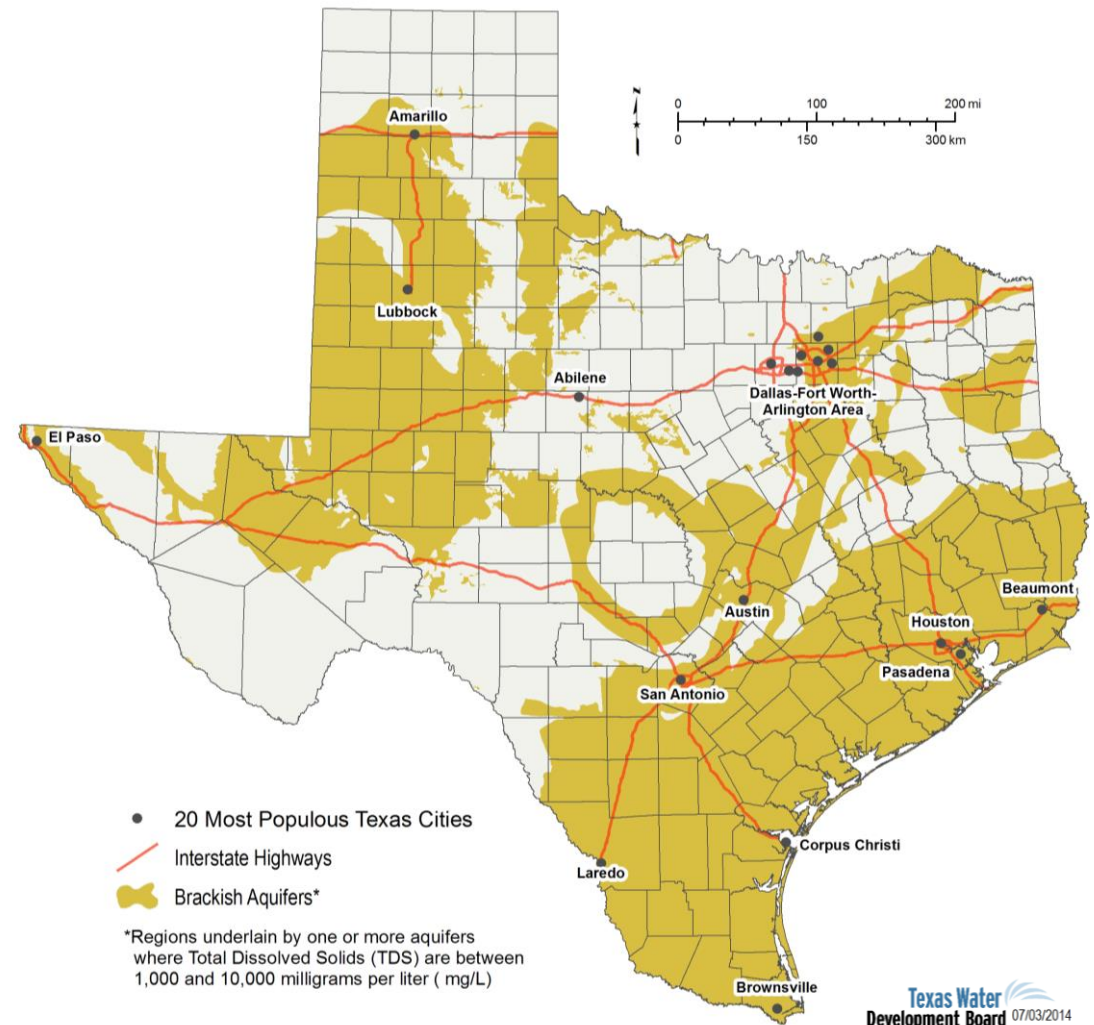 N
0 100 200 mi
0 150 300 km
Amarillo
Lubbock
Abilene
Dallas-Fort Worth-
Arlington Area
El Paso
Austin
Beaumont
Houston
Pasadena
San Antonio
Corpus Christi
Laredo
Brownsville
20 Most Populous Texas Cities
Interstate Highways
Brackish Aquifers*
*Regions underlain by one or more aquifers
where Total Dissolved Solids (TDS) are between
1,000 and 10,000 milligrams per liter ( mg/L)
Texas Water
Development Board 07/03/2014